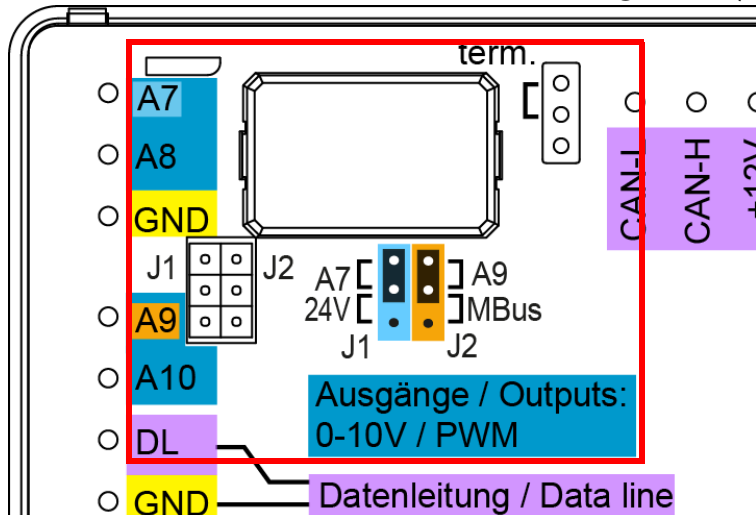 term.
A7
A8
GND
J1
J2
A7
A9
24V
MBus
J1
J2
A9
A10
Ausgänge / Outputs:
0-10V / PWM
DL
GND
Datenleitung / Data line
CAN-L
CAN-H
+12V